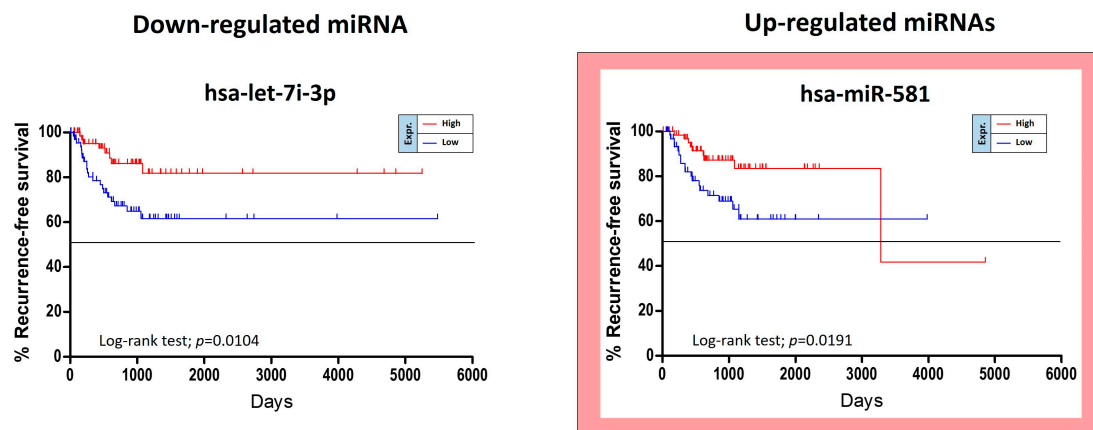 Down-regulated miRNA
Up-regulated miRNAs
hsa-let-7i-3p
% Recurrence-free survival
100
80
60
40
20
0
Expr.
High
Low
Log-rank test; p=0.0104
0 1000 2000 3000 4000 5000 6000
Days
hsa-miR-581
% Recurrence-free survival
100
80
60
40
20
0
Expr.
High
Low
Log-rank test; p=0.0191
0 1000 2000 3000 4000 5000 6000
Days